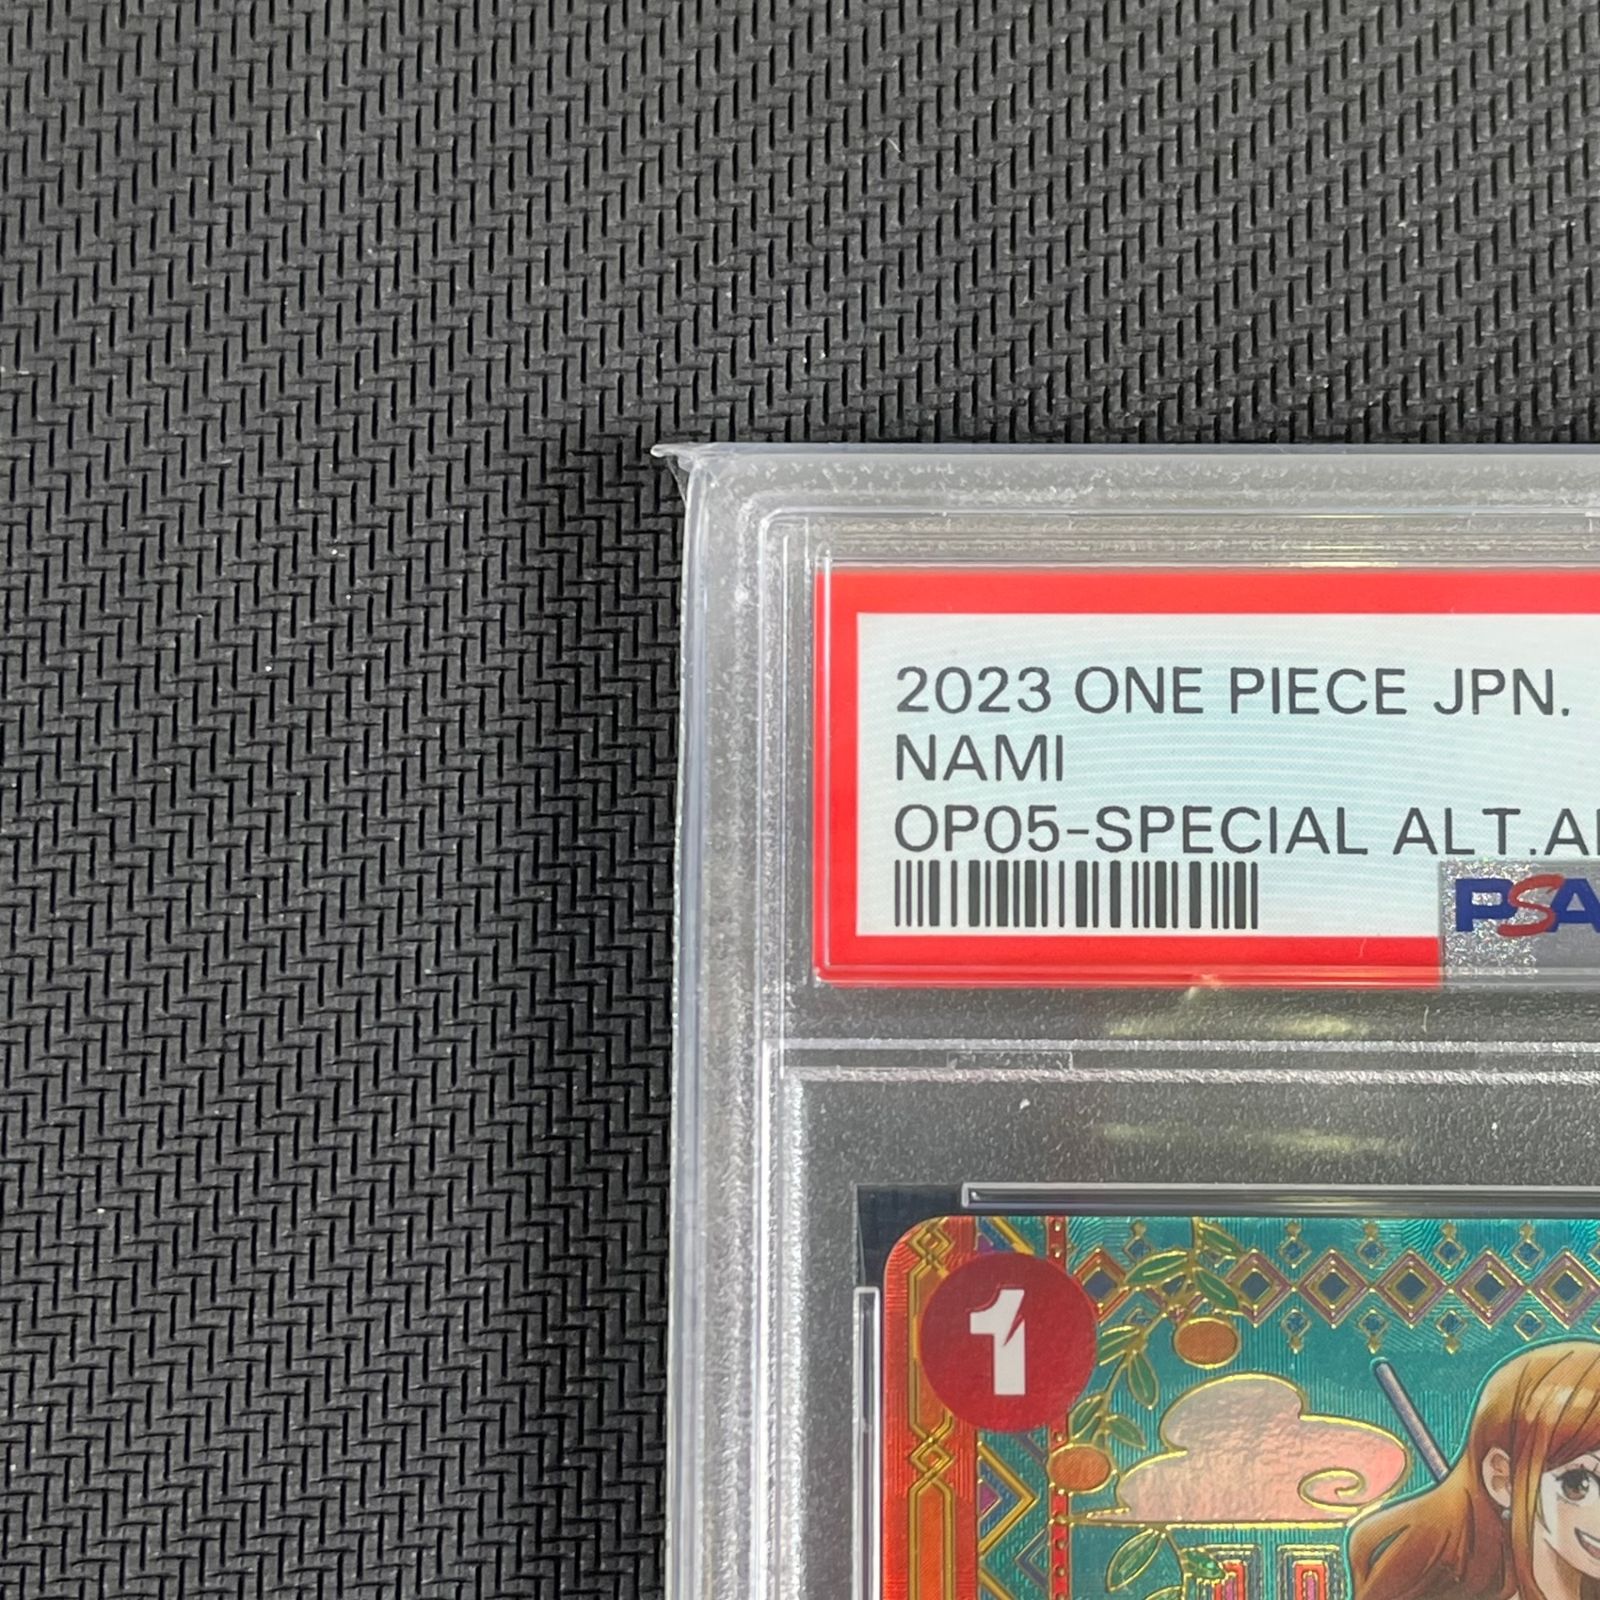 2023 ONE PIECE JPN.
NAMI
OP05-SPECIAL ALT.
PSA
1